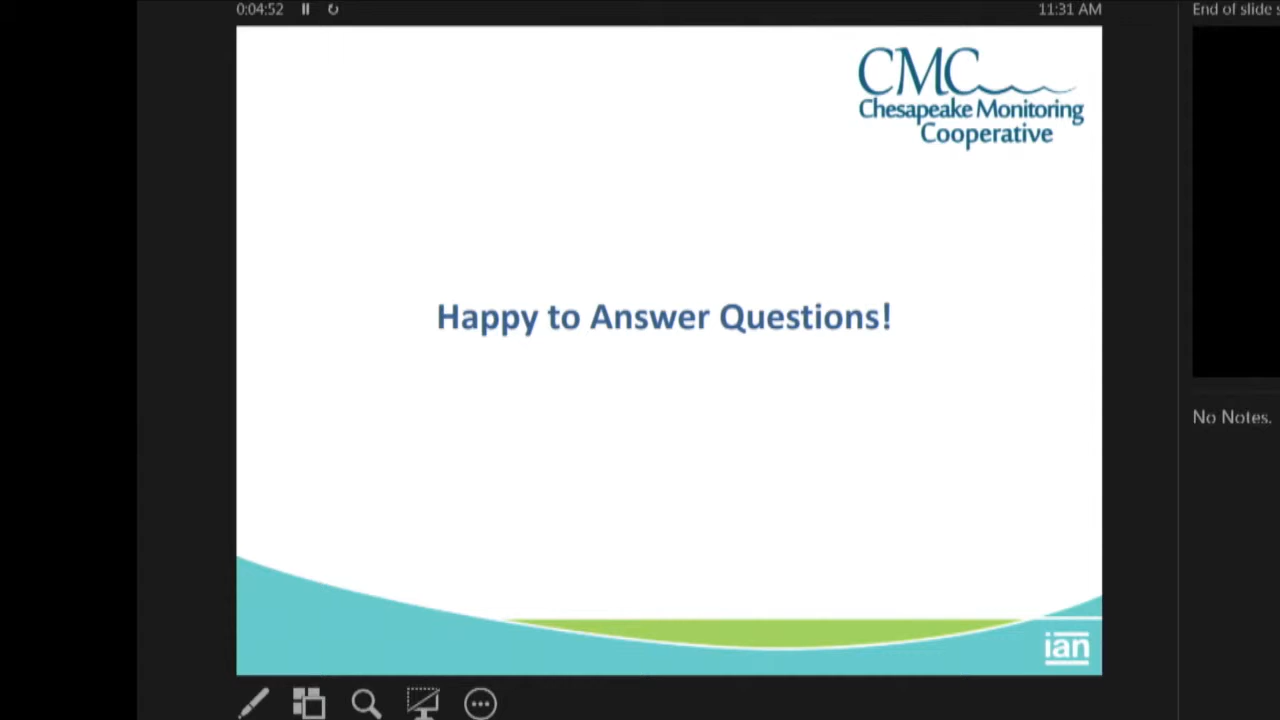 0:04:52
11:31 AM
End of slide
CMC
Chesapeake Monitoring
Cooperative
Happy to Answer Questions!
No Notes.
ian